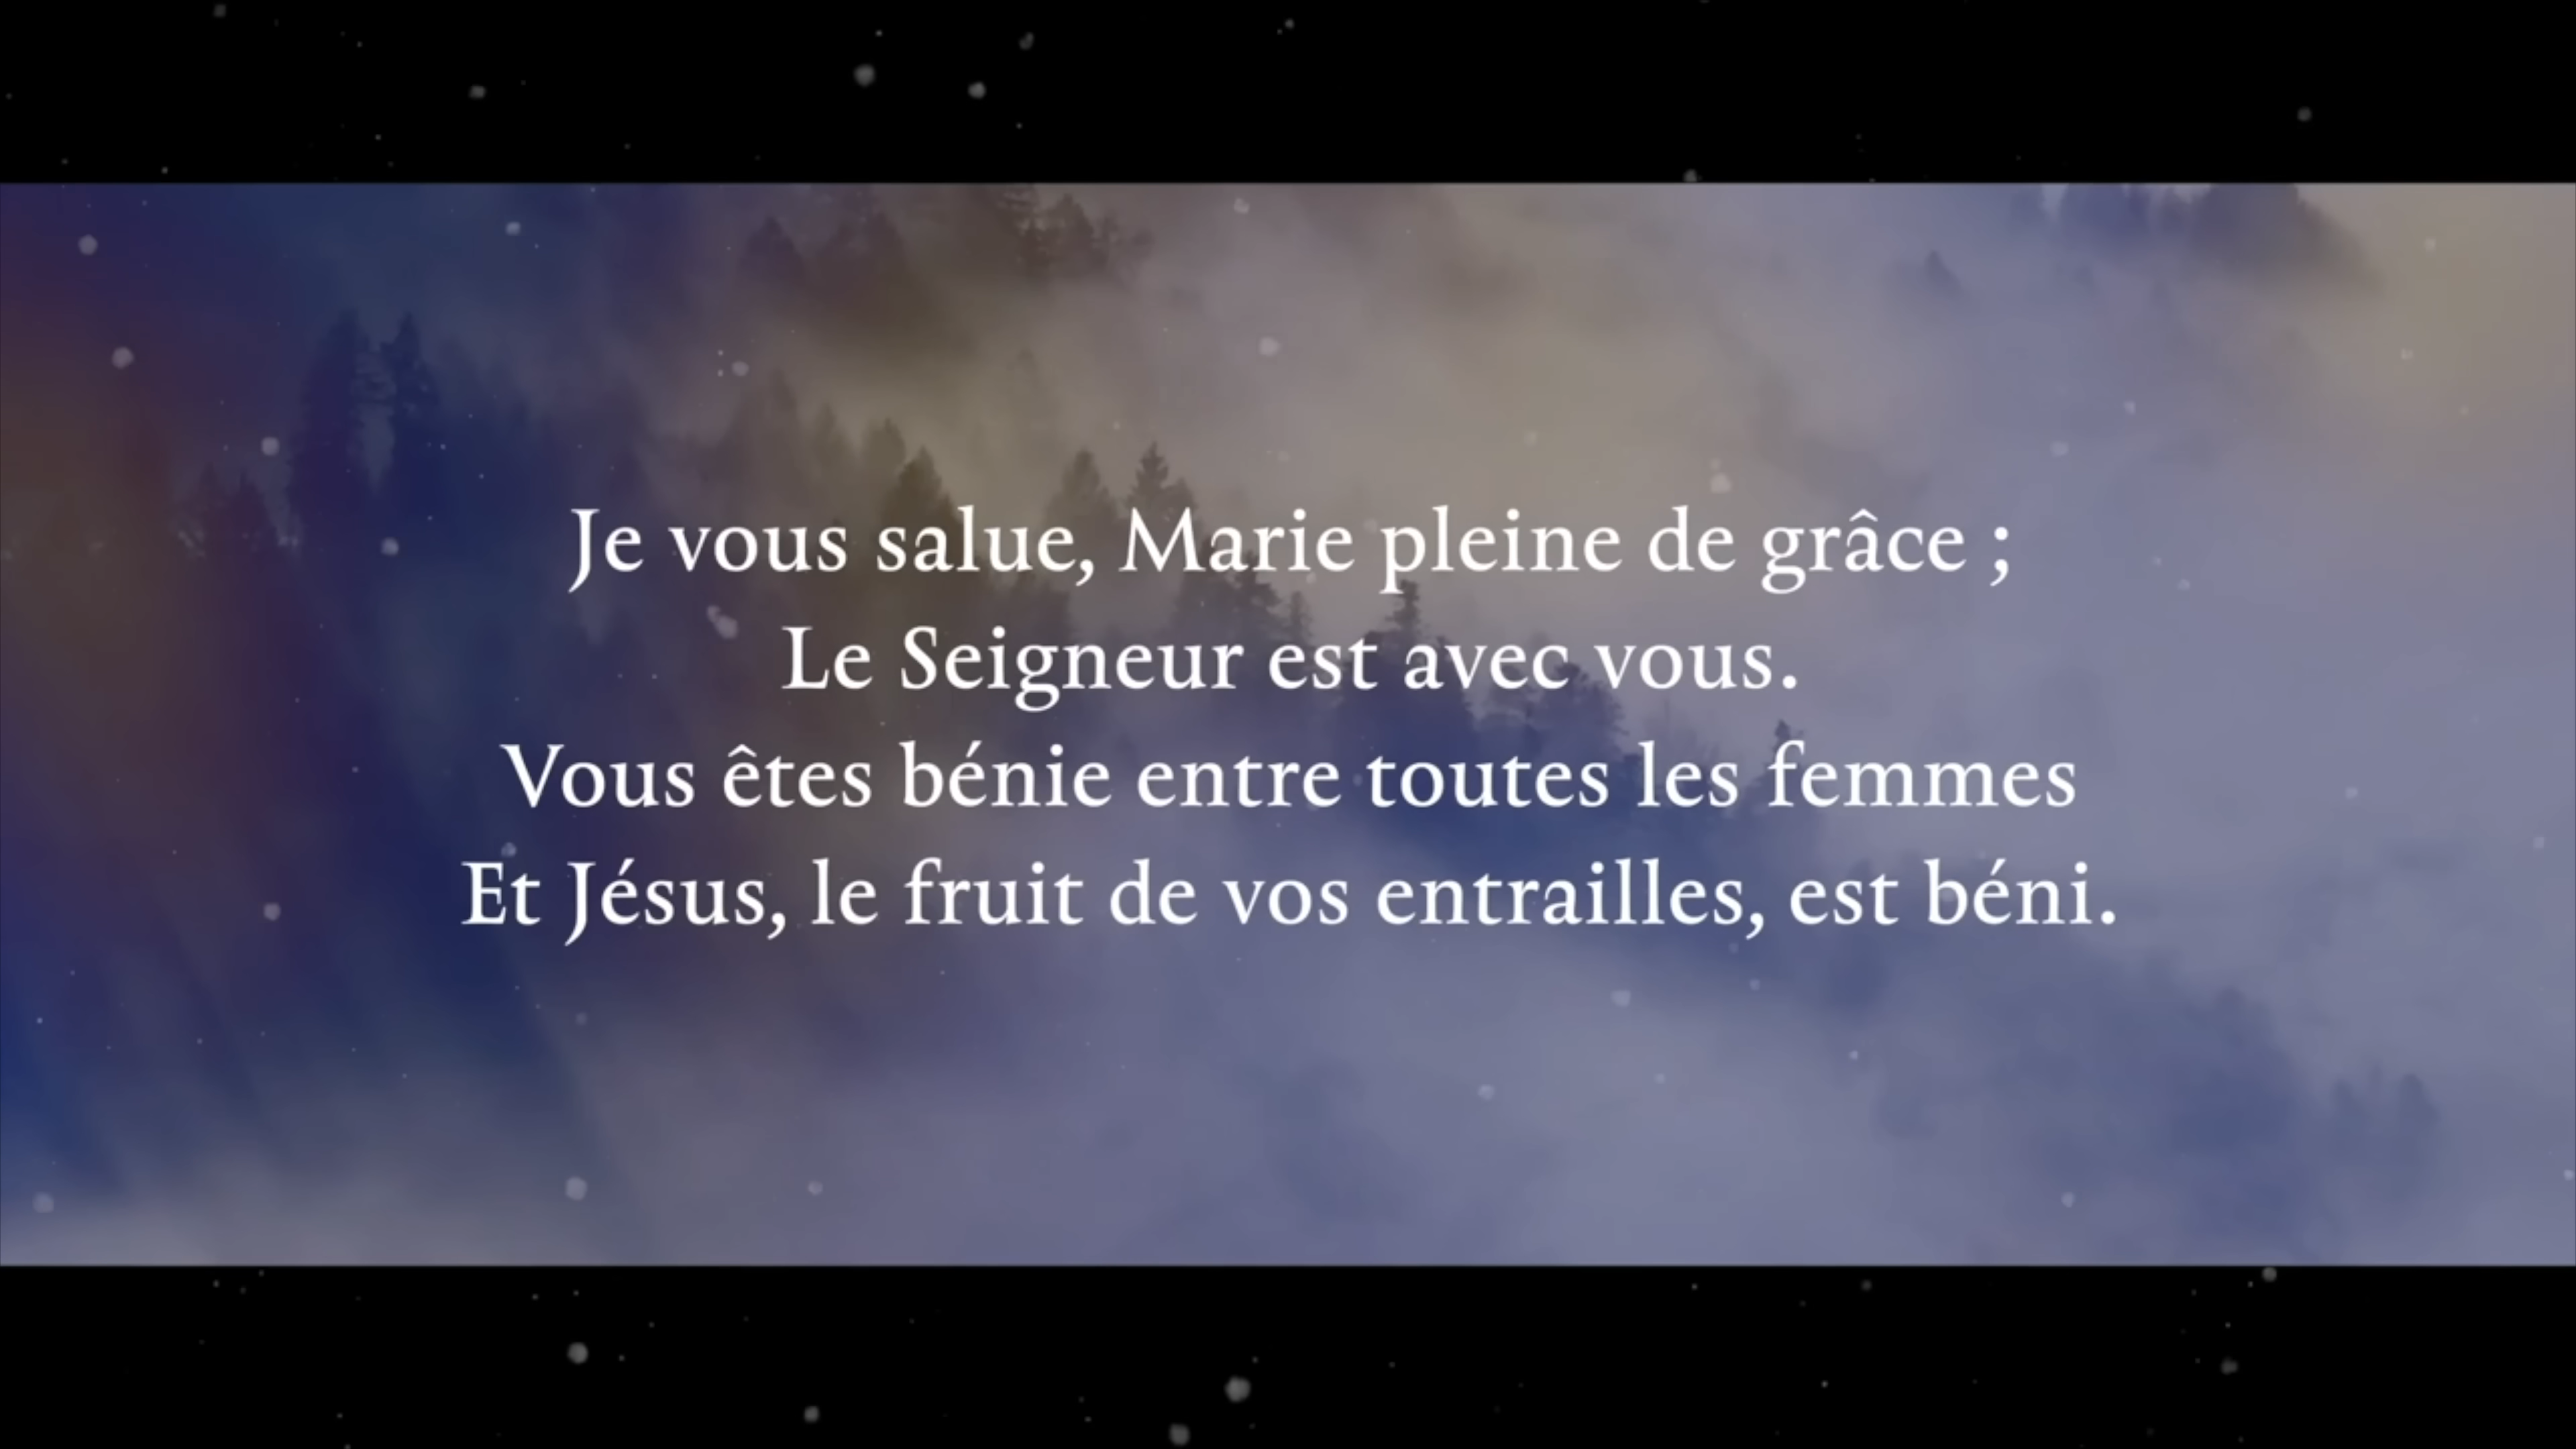 Je vous salue, Marie pleine de grâce ;
Le Seigneur est avec vous.
Vous êtes bénie entre toutes les femmes
Et Jésus, le fruit de vos entrailles, est béni.